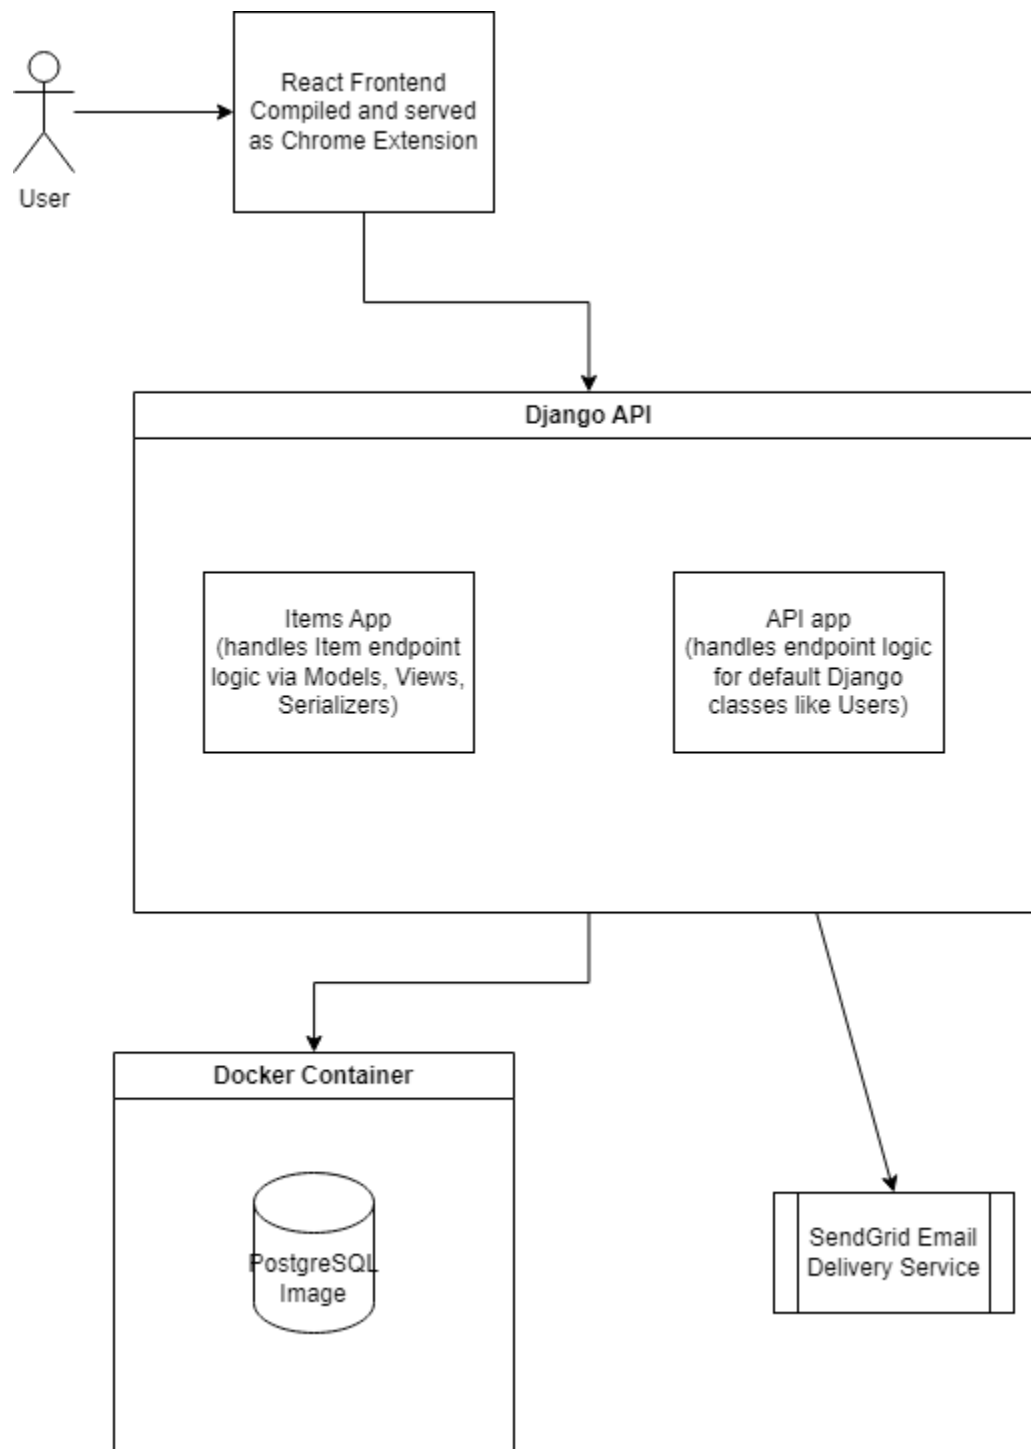 React Frontend
Compiled and served
as Chrome Extension
User
Django API
Items App
(handles Item endpoint
logic via Models, Views,
Serializers)
API app
(handles endpoint logic
for default Django
classes like Users)
Docker Container
PostgreSQL
Image
SendGrid Email
Delivery Service